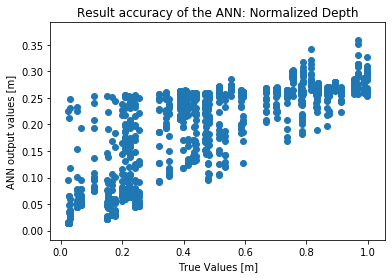 Result accuracy of the ANN: Normalized Depth
ANN output values [m]
0.35
0.30
0.25
0.20
0.15
0.10
0.05
0.00
0.0 0.2 0.4 0.6 0.8 1.0
True Values [m]